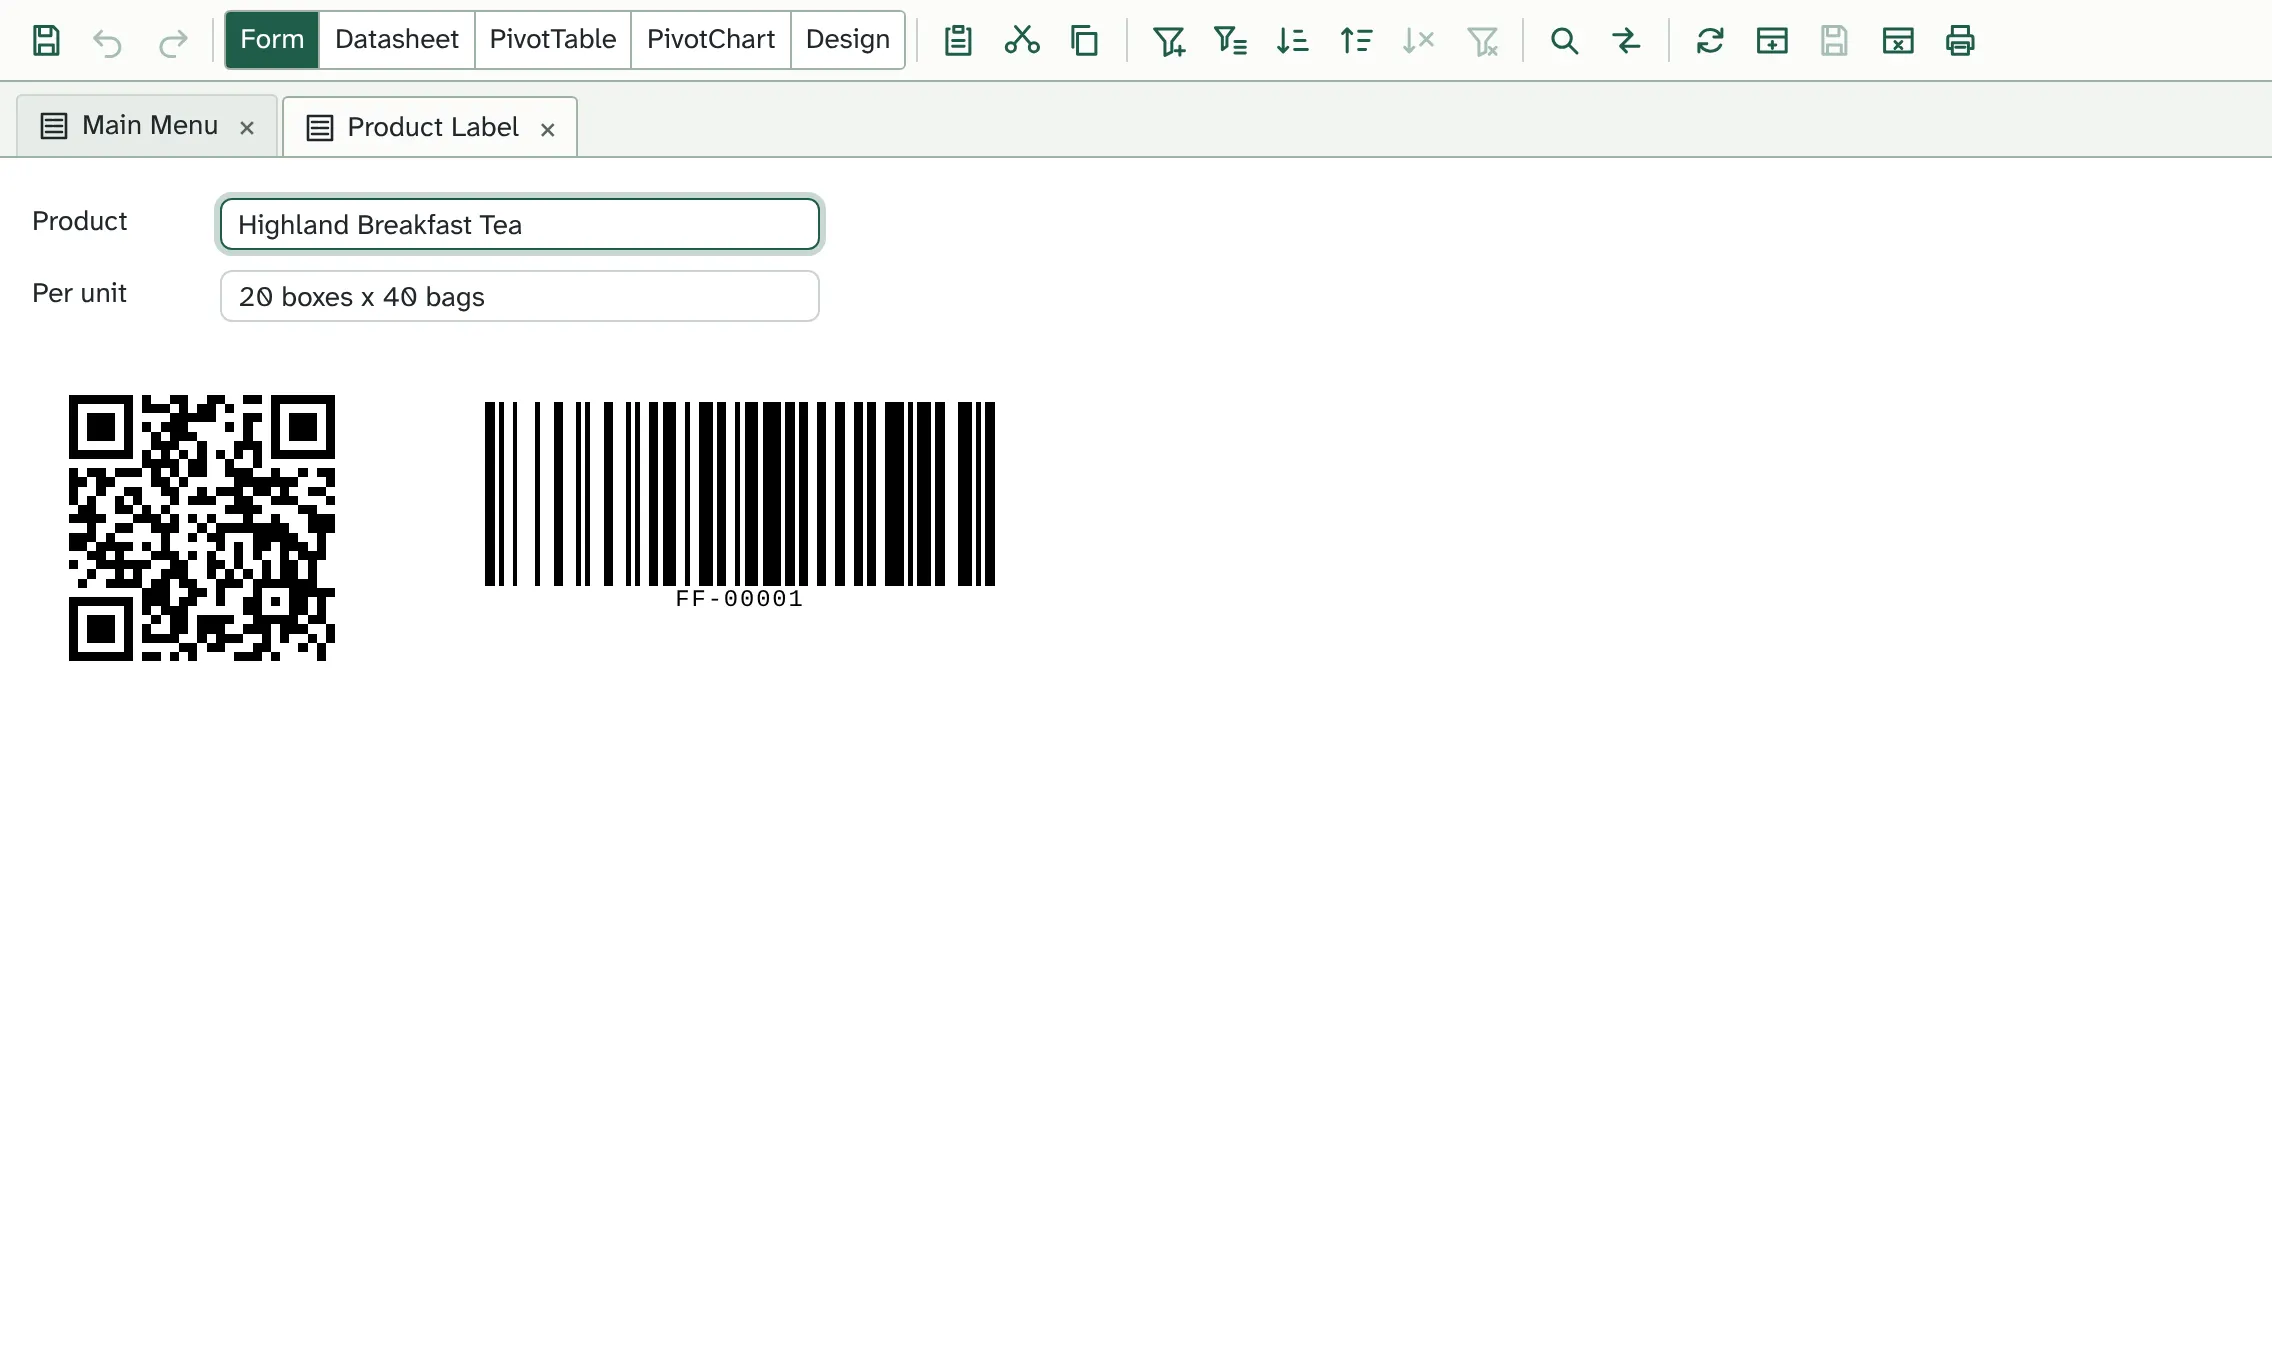 Form Datasheet PivotTable PivotChart Design
Main Menu Product Label
Product Highland Breakfast Tea
Per unit 20 boxes x 40 bags
FF-00001